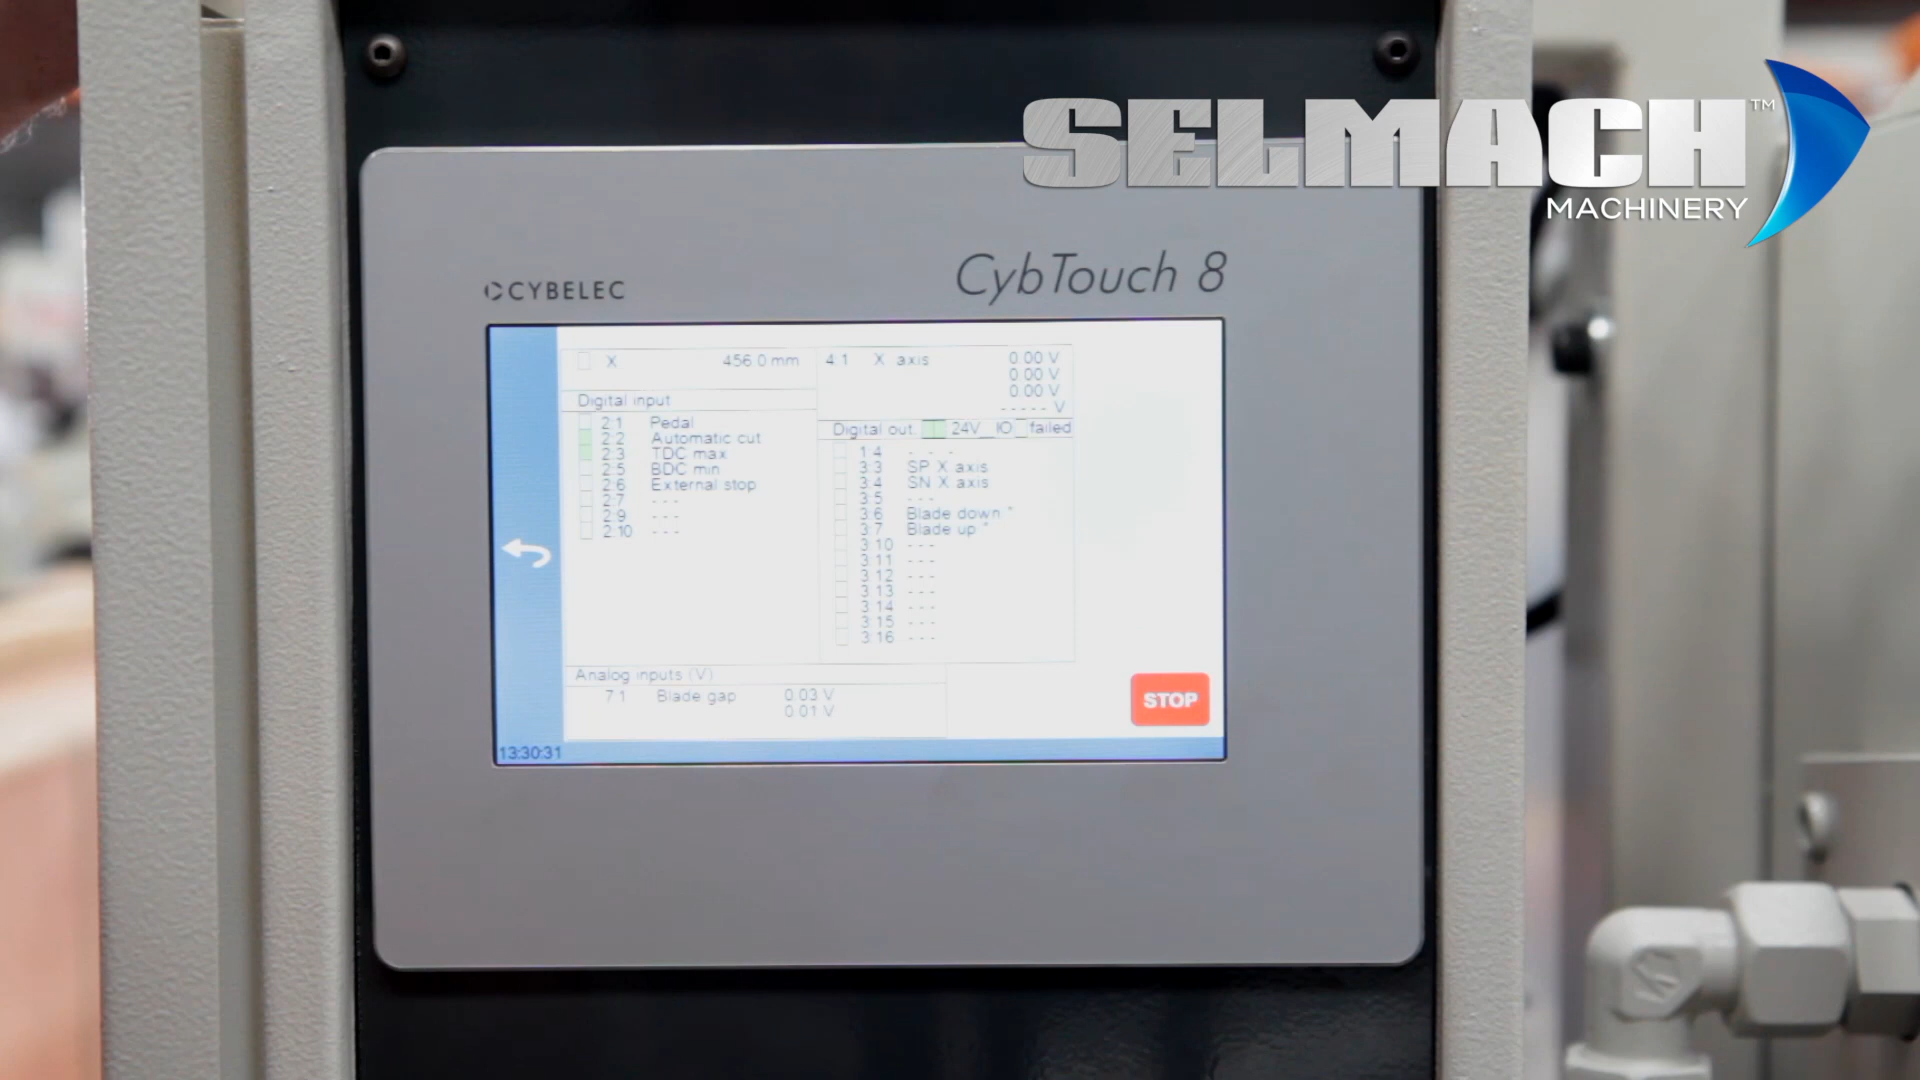 SELMACH™
MACHINERY
CYBELEC
CybTouch 8
X 456.0 mm
4:1 X axis 0.00 V
0.00 V
0.00 V
----- V
Digital input
2:1 Pedal
2:2 Automatic cut
2:3 TDC max
2:5 BDC min
2:6 External stop
2:7 ---
2:9 ---
2:10 ---
Digital out. 24V_IO_failed
1:4 - - -
3:3 SP X axis
3:4 SN X axis
3:5 ---
3:6 Blade down *
3:7 Blade up *
3:10 ---
3:11 ---
3:12 ---
3:13 ---
3:14 ---
3:15 ---
3:16 ---
Analog inputs (V)
7:1 Blade gap 0.03 V
0.01 V
STOP
13:30:31